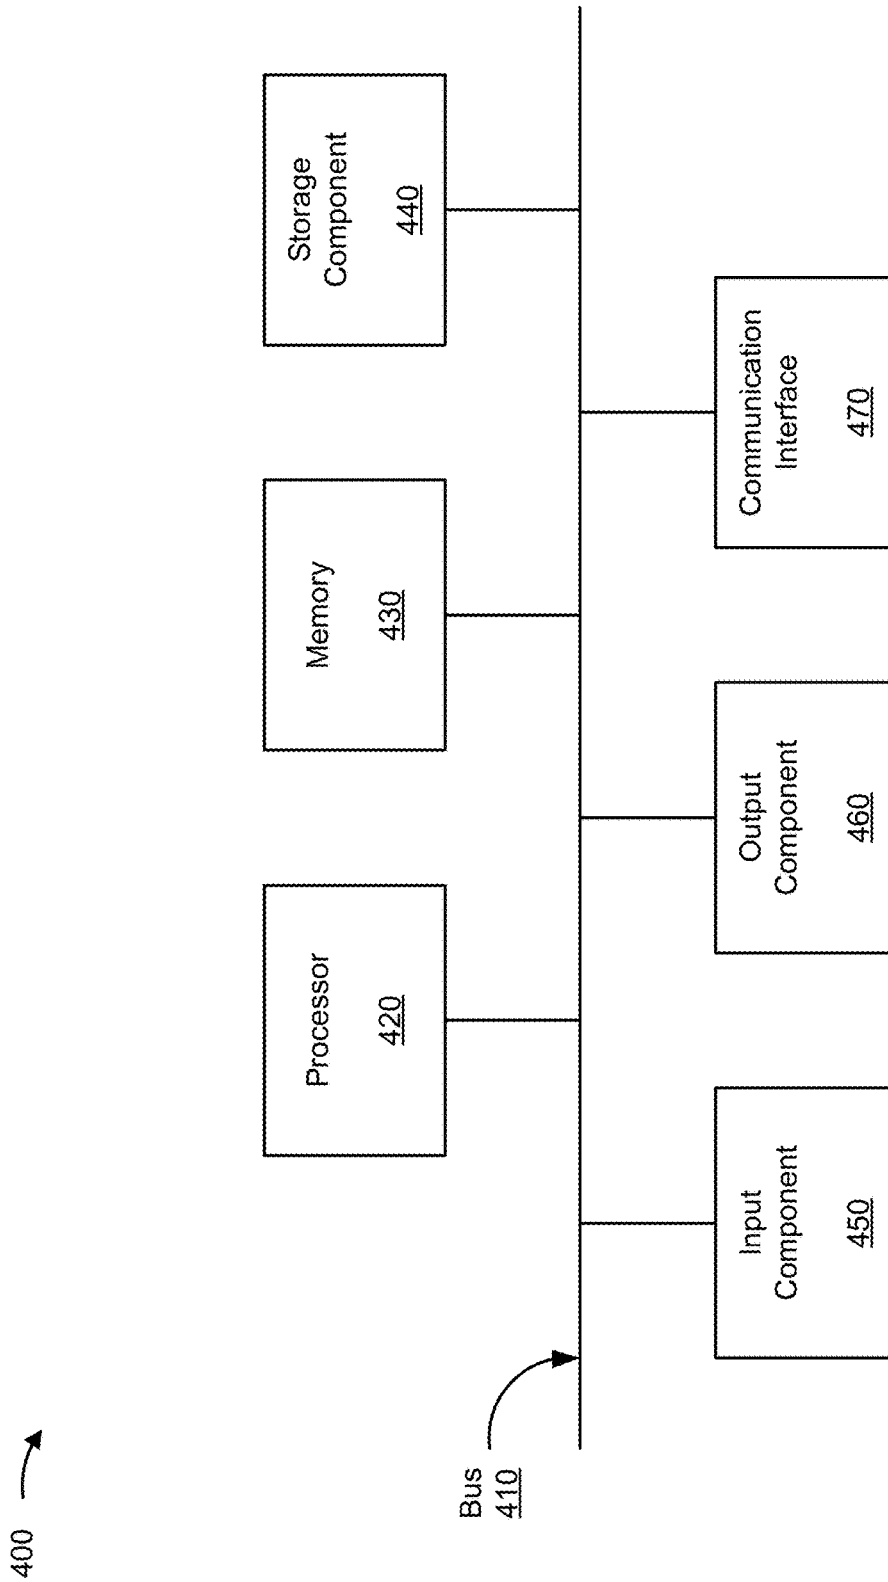 400
Bus
410
Processor
420
Memory
430
Storage
Component
440
Input
Component
450
Output
Component
460
Communication
Interface
470